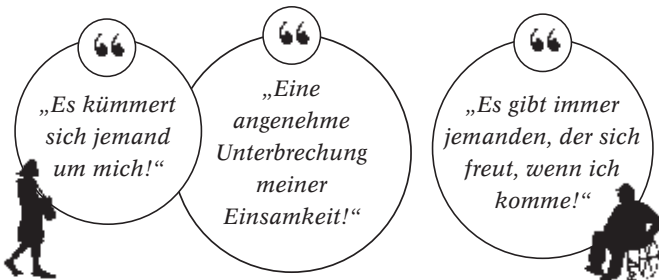 „Es kümmert
sich jemand
um mich!“
„Eine
angenehme
Unterbrechung
meiner
Einsamkeit!“
„Es gibt immer
jemanden, der sich
freut, wenn ich
komme!“